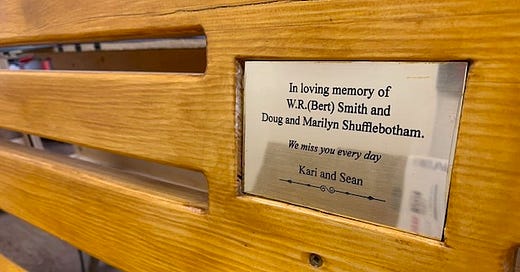 In loving memory of
W.R.(Bert) Smith and
Doug and Marilyn Shufflebotham.
We miss you every day
Kari and Sean